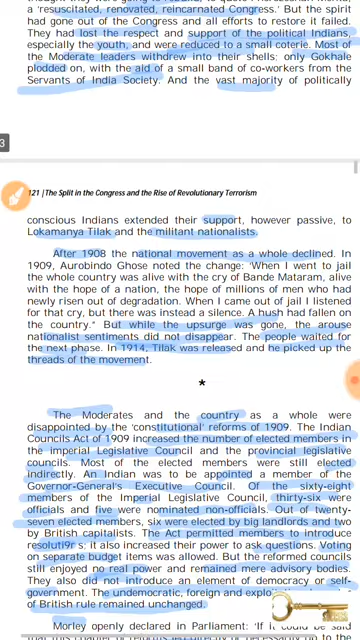 a 'resuscitated, renovated, reincarnated Congress.' But the spirit
had gone out of the Congress and all efforts to restore it failed.
They had lost the respect and support of the political Indians,
especially the youth, and were reduced to a small coterie. Most of
the Moderate leaders withdrew into their shells; only Gokhale
plodded on, with the aid of a small band of co-workers from the
Servants of India Society. And the vast majority of politically
3
121 | The Split in the Congress and the Rise of Revolutionary Terrorism
conscious Indians extended their support, however passive, to
Lokamanya Tilak and the militant nationalists.
After 1908 the national movement as a whole declined. In
1909, Aurobindo Ghose noted the change: 'When I went to jail
the whole country was alive with the cry of Bande Mataram, alive
with the hope of a nation, the hope of millions of men who had
newly risen out of degradation. When I came out of jail I listened
for that cry, but there was instead a silence. A hush had fallen on
the country." But while the upsurge was gone, the arouse
nationalist sentiments did not disappear. The people waited for
the next phase. In 1914, Tilak was released and he picked up the
threads of the movement.
*
The Moderates and the country as a whole were
disappointed by the 'constitutional' reforms of 1909. The Indian
Councils Act of 1909 increased the number of elected members in
the imperial Legislative Council and the provincial legislative
councils. Most of the elected members were still elected
indirectly. An Indian was to be appointed a member of the
Governor-General's Executive Council. Of the sixty-eight
members of the Imperial Legislative Council, thirty-six were
officials and five were nominated non-officials. Out of twenty-
seven elected members, six were elected by big landlords and two
by British capitalists. The Act permitted members to introduce
resoluti9r s: it also increased their power to ask questions. Voting
on separate budget items was allowed. But the reformed councils
still enjoyed no real power and remained mere advisory bodies.
They also did not introduce an element of democracy or self-
government. The undemocratic, foreign and
of British rule remained unchanged.
Morley openly declared in Parliament: 'If it could be said